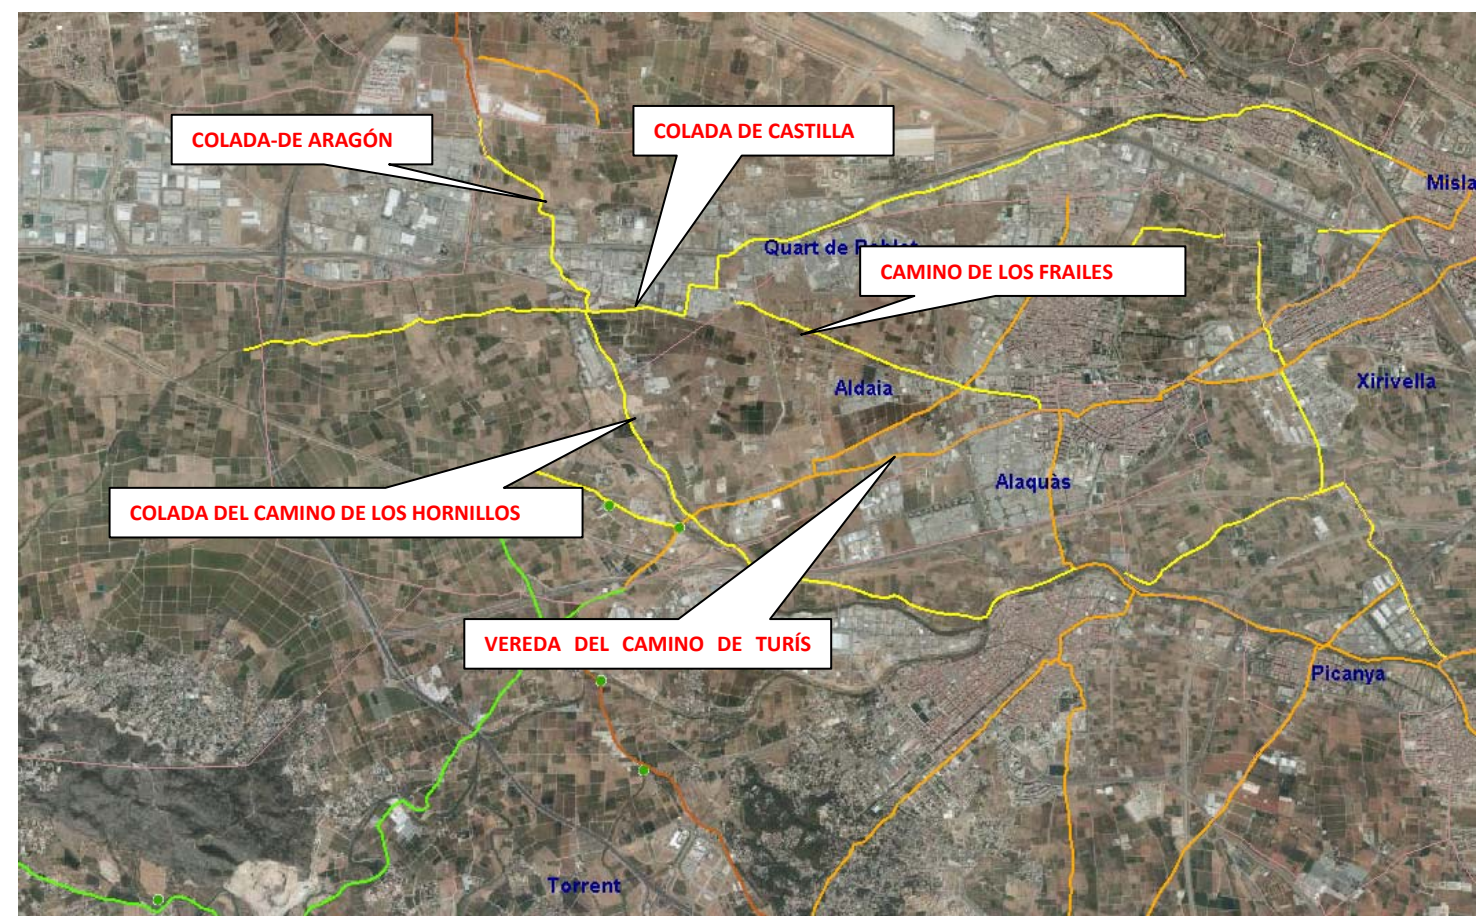 COLADA DE CASTILLA
COLADA-DE ARAGÓN
Misla
Quart de
CAMINO DE LOS FRAILES
Aldaia
Xirivella
Alaquàs
COLADA DEL CAMINO DE LOS HORNILLOS
VEREDA DEL CAMINO DE TURÍS
Picanya
Torrent